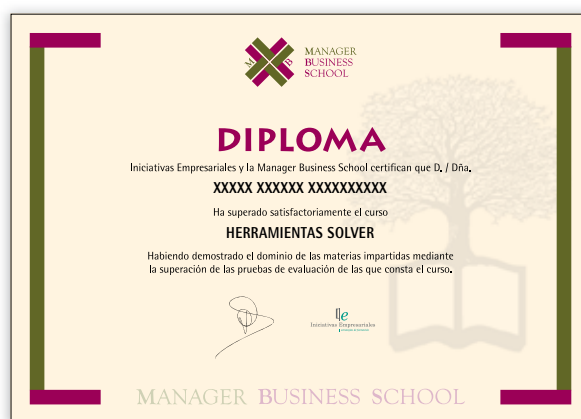 M B
MANAGER
BUSINESS
SCHOOL
DIPLOMA
Iniciativas Empresariales y la Manager Business School certifican que D. / Dña.
XXXXX XXXXXX XXXXXXXXXX
Ha superado satisfactoriamente el curso
HERRAMIENTAS SOLVER
Habiendo demostrado el dominio de las materias impartidas mediante
la superación de las pruebas de evaluación de las que consta el curso.
Iniciativas Empresariales
MANAGER BUSINESS SCHOOL